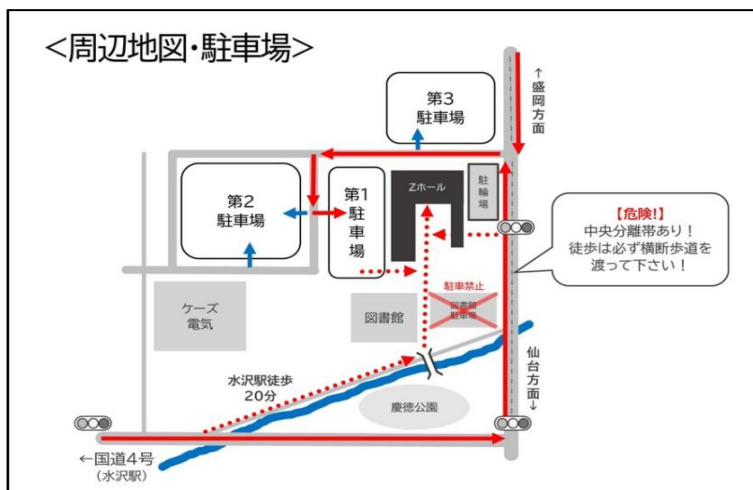 ＜周辺地図・駐車場＞
↑盛岡方面
第３
駐車場
第２
駐車場
第１駐車場
Zホール
駐輪場
【危険!】
中央分離帯あり！
徒歩は必ず横断歩道を
渡って下さい！
駐車禁止
図書館
駐車場
ケーズ
電気
図書館
仙台方面↓
水沢駅徒歩
20分
慶徳公園
←国道4号
（水沢駅）